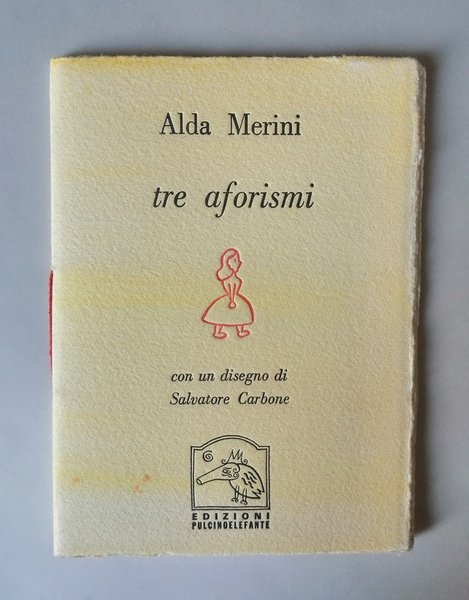 Alda Merini
tre aforismi
con un disegno di
Salvatore Carbone
EDIZIONI
PULCINOELEFANTE